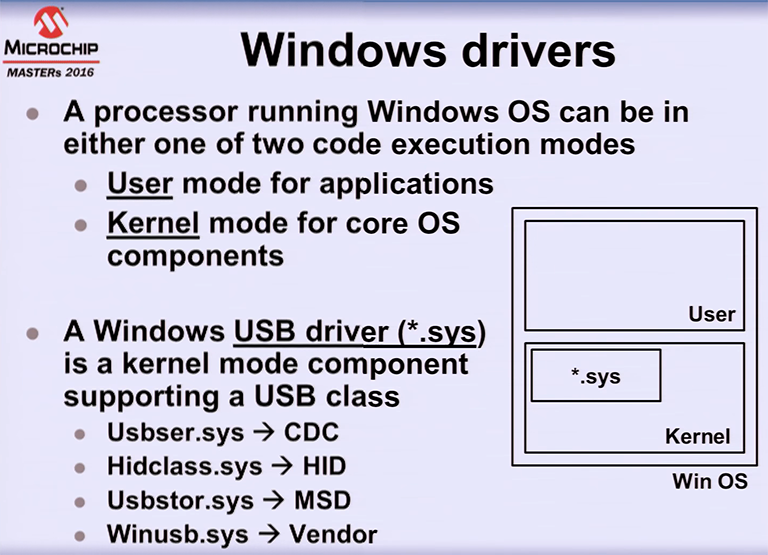 MICROCHIP
MASTERs 2016
Windows drivers
A processor running Windows OS can be in
either one of two code execution modes
User mode for applications
Kernel mode for core OS
components
A Windows USB driver (*.sys)
is a kernel mode component
supporting a USB class
Usbser.sys → CDC
Hidclass.sys → HID
Usbstor.sys → MSD
Winusb.sys → Vendor
User
*.sys
Kernel
Win OS